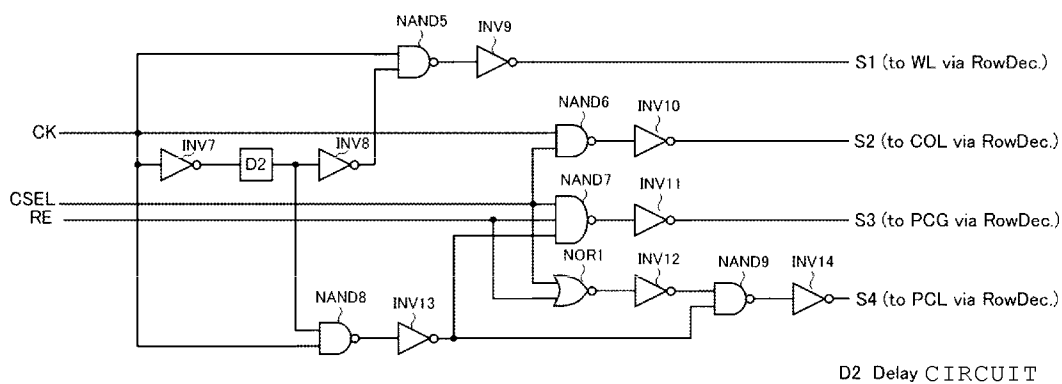 NAND5
INV9
S1 (to WL via RowDec.)
NAND6
INV10
CK
S2 (to COL via RowDec.)
INV7
D2
INV8
NAND7
INV11
CSEL
RE
S3 (to PCG via RowDec.)
NOR1
INV12
NAND9
INV14
NAND8
INV13
S4 (to PCL via RowDec.)
D2 Delay CIRCUIT